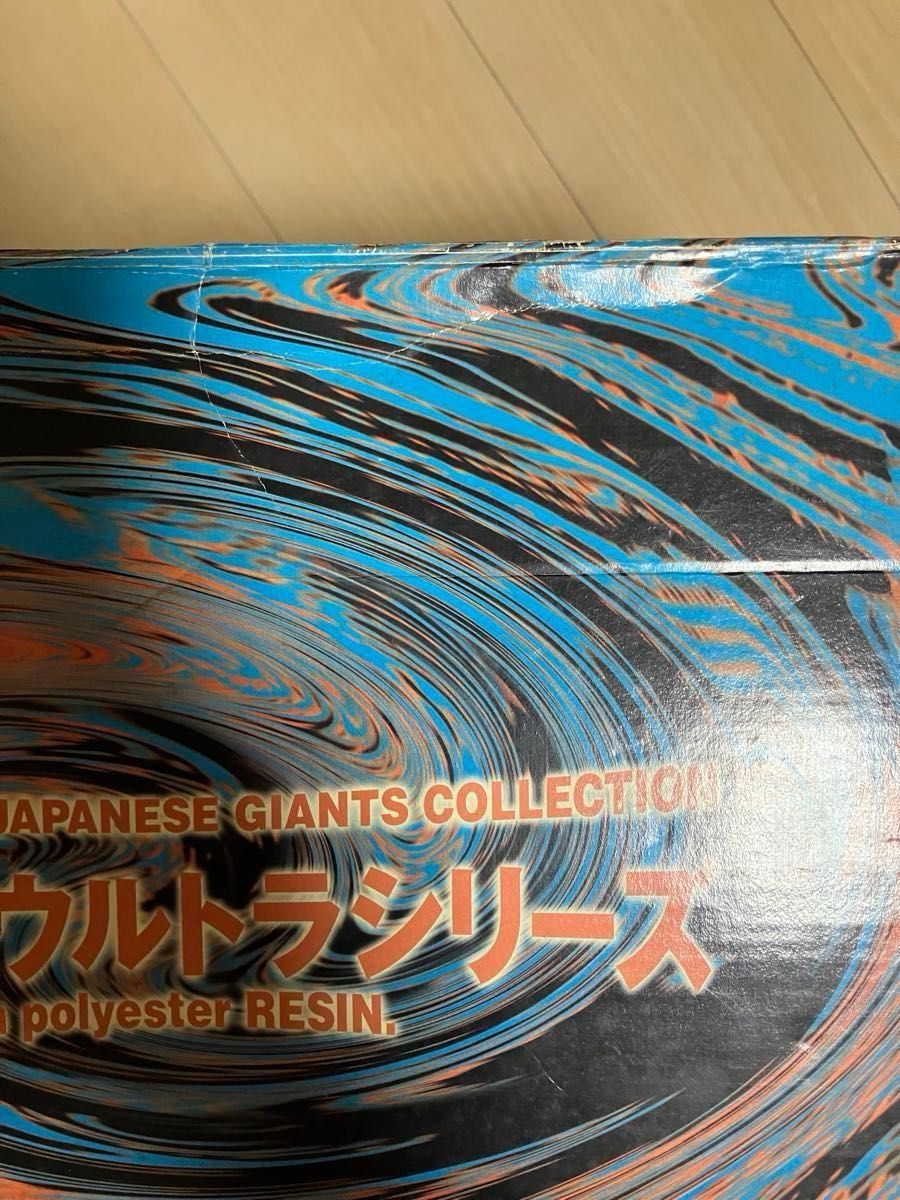 JAPANESE GIANTS COLLECTION
ウルトラシリーズ
polyester RESIN.